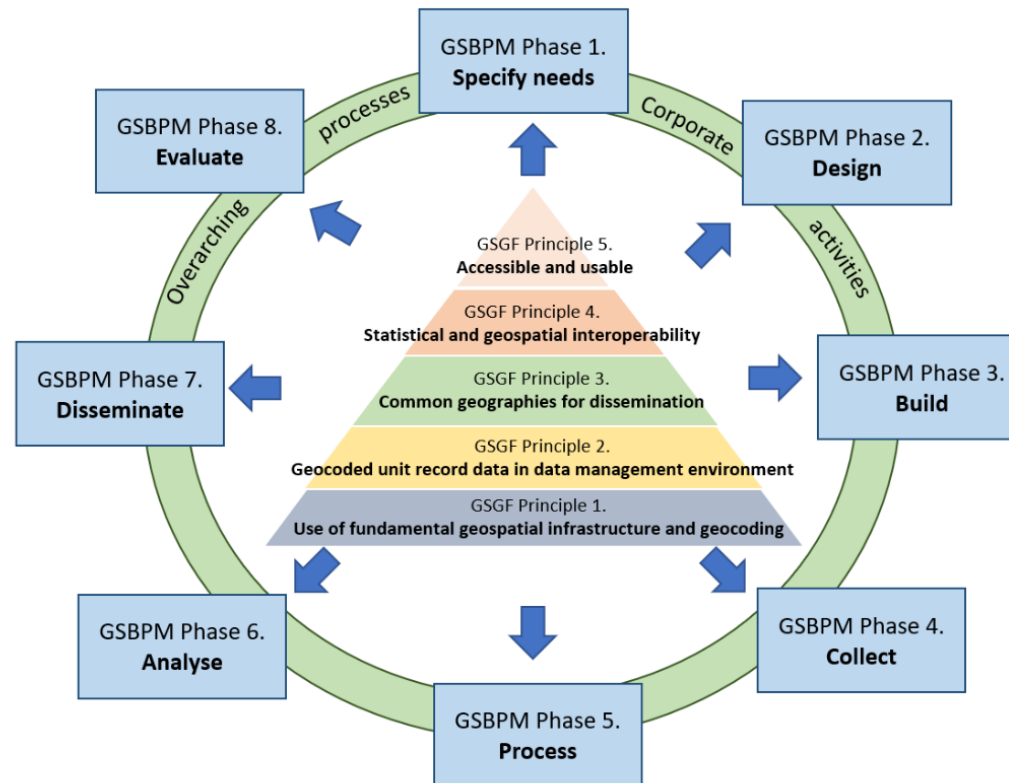 GSBPM Phase 1.
Specify needs
processes
Corporate
GSBPM Phase 8.
Evaluate
GSBPM Phase 2.
Design
Overarching
activities
GSGF Principle 5.
Accessible and usable
GSGF Principle 4.
Statistical and geospatial interoperability
GSBPM Phase 7.
Disseminate
GSGF Principle 3.
Common geographies for dissemination
GSBPM Phase 3.
Build
GSGF Principle 2.
Geocoded unit record data in data management environment
GSGF Principle 1.
Use of fundamental geospatial infrastructure and geocoding
GSBPM Phase 6.
Analyse
GSBPM Phase 4.
Collect
GSBPM Phase 5.
Process